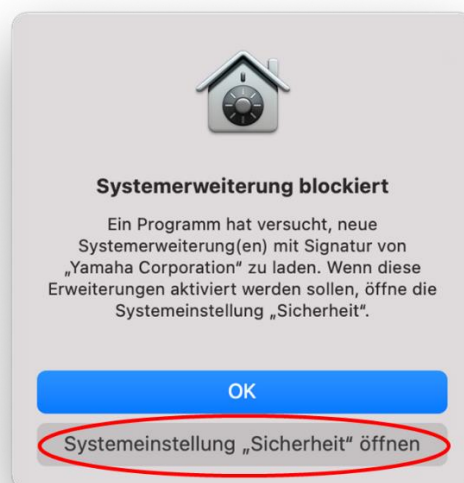 Systemerweiterung blockiert
Ein Programm hat versucht, neue
Systemerweiterung(en) mit Signatur von
„Yamaha Corporation“ zu laden. Wenn diese
Erweiterungen aktiviert werden sollen, öffne die
Systemeinstellung „Sicherheit“.
OK
Systemeinstellung „Sicherheit“ öffnen